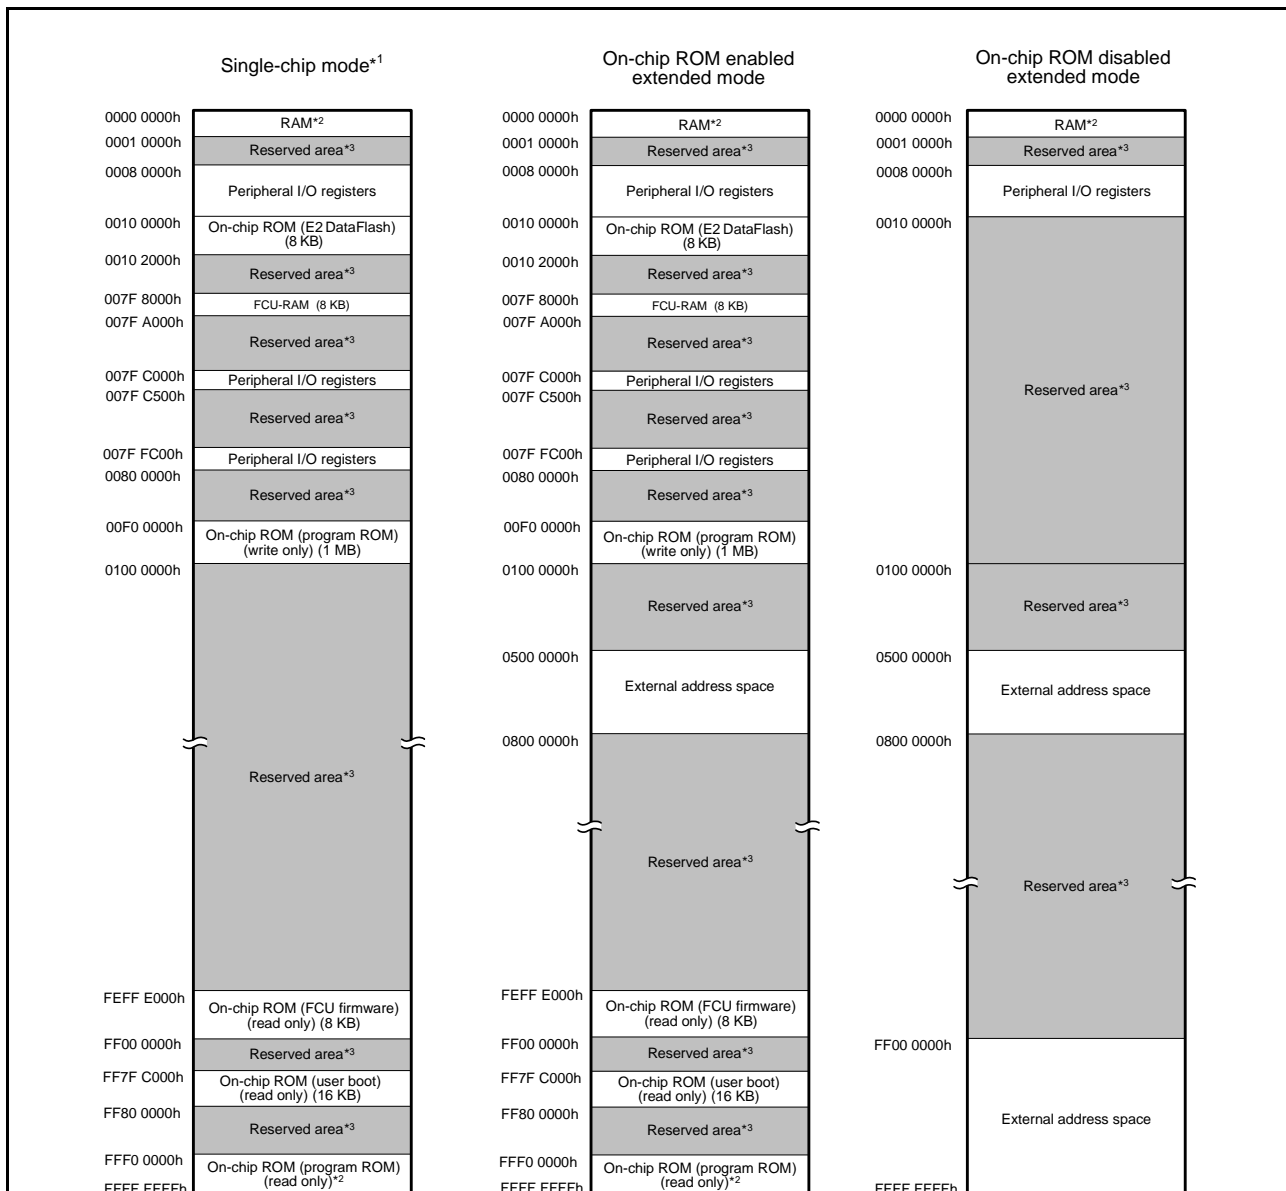 Single-chip mode*1
0000 0000h
RAM*2
0001 0000h
Reserved area*3
0008 0000h
Peripheral I/O registers
0010 0000h
On-chip ROM (E2 DataFlash)
(8 KB)
0010 2000h
Reserved area*3
007F 8000h
FCU-RAM (8 KB)
007F A000h
Reserved area*3
007F C000h
Peripheral I/O registers
007F C500h
Reserved area*3
007F FC00h
Peripheral I/O registers
0080 0000h
Reserved area*3
00F0 0000h
On-chip ROM (program ROM)
(write only) (1 MB)
0100 0000h
Reserved area*3
FEFF E000h
On-chip ROM (FCU firmware)
(read only) (8 KB)
FF00 0000h
Reserved area*3
FF7F C000h
On-chip ROM (user boot)
(read only) (16 KB)
FF80 0000h
Reserved area*3
FFF0 0000h
On-chip ROM (program ROM)
(read only)*2
FFFF FFFFh
On-chip ROM enabled
extended mode
0000 0000h
RAM*2
0001 0000h
Reserved area*3
0008 0000h
Peripheral I/O registers
0010 0000h
On-chip ROM (E2 DataFlash)
(8 KB)
0010 2000h
Reserved area*3
007F 8000h
FCU-RAM (8 KB)
007F A000h
Reserved area*3
007F C000h
Peripheral I/O registers
007F C500h
Reserved area*3
007F FC00h
Peripheral I/O registers
0080 0000h
Reserved area*3
00F0 0000h
On-chip ROM (program ROM)
(write only) (1 MB)
0100 0000h
Reserved area*3
0500 0000h
External address space
0800 0000h
Reserved area*3
FEFF E000h
On-chip ROM (FCU firmware)
(read only) (8 KB)
FF00 0000h
Reserved area*3
FF7F C000h
On-chip ROM (user boot)
(read only) (16 KB)
FF80 0000h
Reserved area*3
FFF0 0000h
On-chip ROM (program ROM)
(read only)*2
FFFF FFFFh
On-chip ROM disabled
extended mode
0000 0000h
RAM*2
0001 0000h
Reserved area*3
0008 0000h
Peripheral I/O registers
0010 0000h
Reserved area*3
0100 0000h
Reserved area*3
0500 0000h
External address space
0800 0000h
Reserved area*3
FF00 0000h
External address space
FFFF FFFFh